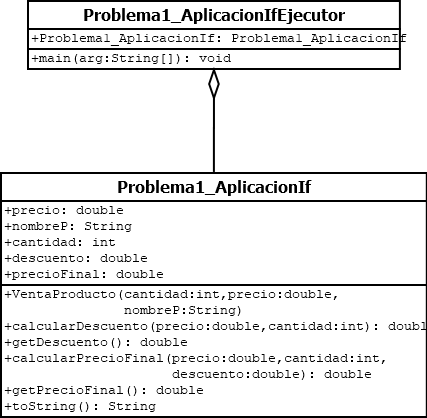 Problema1_AplicacionIfEjecutor
+Problema1_AplicacionIf: Problema1_AplicacionIf
+main(arg:String[]): void
Problema1_AplicacionIf
+precio: double
+nombreP: String
+cantidad: int
+descuento: double
+precioFinal: double
+VentaProducto(cantidad:int,precio:double,
nombreP:String)
+calcularDescuento(precio:double,cantidad:int): doubl
+getDescuento(): double
+calcularPrecioFinal(precio:double,cantidad:int,
descuento:double): double
+getPrecioFinal(): double
+toString(): String